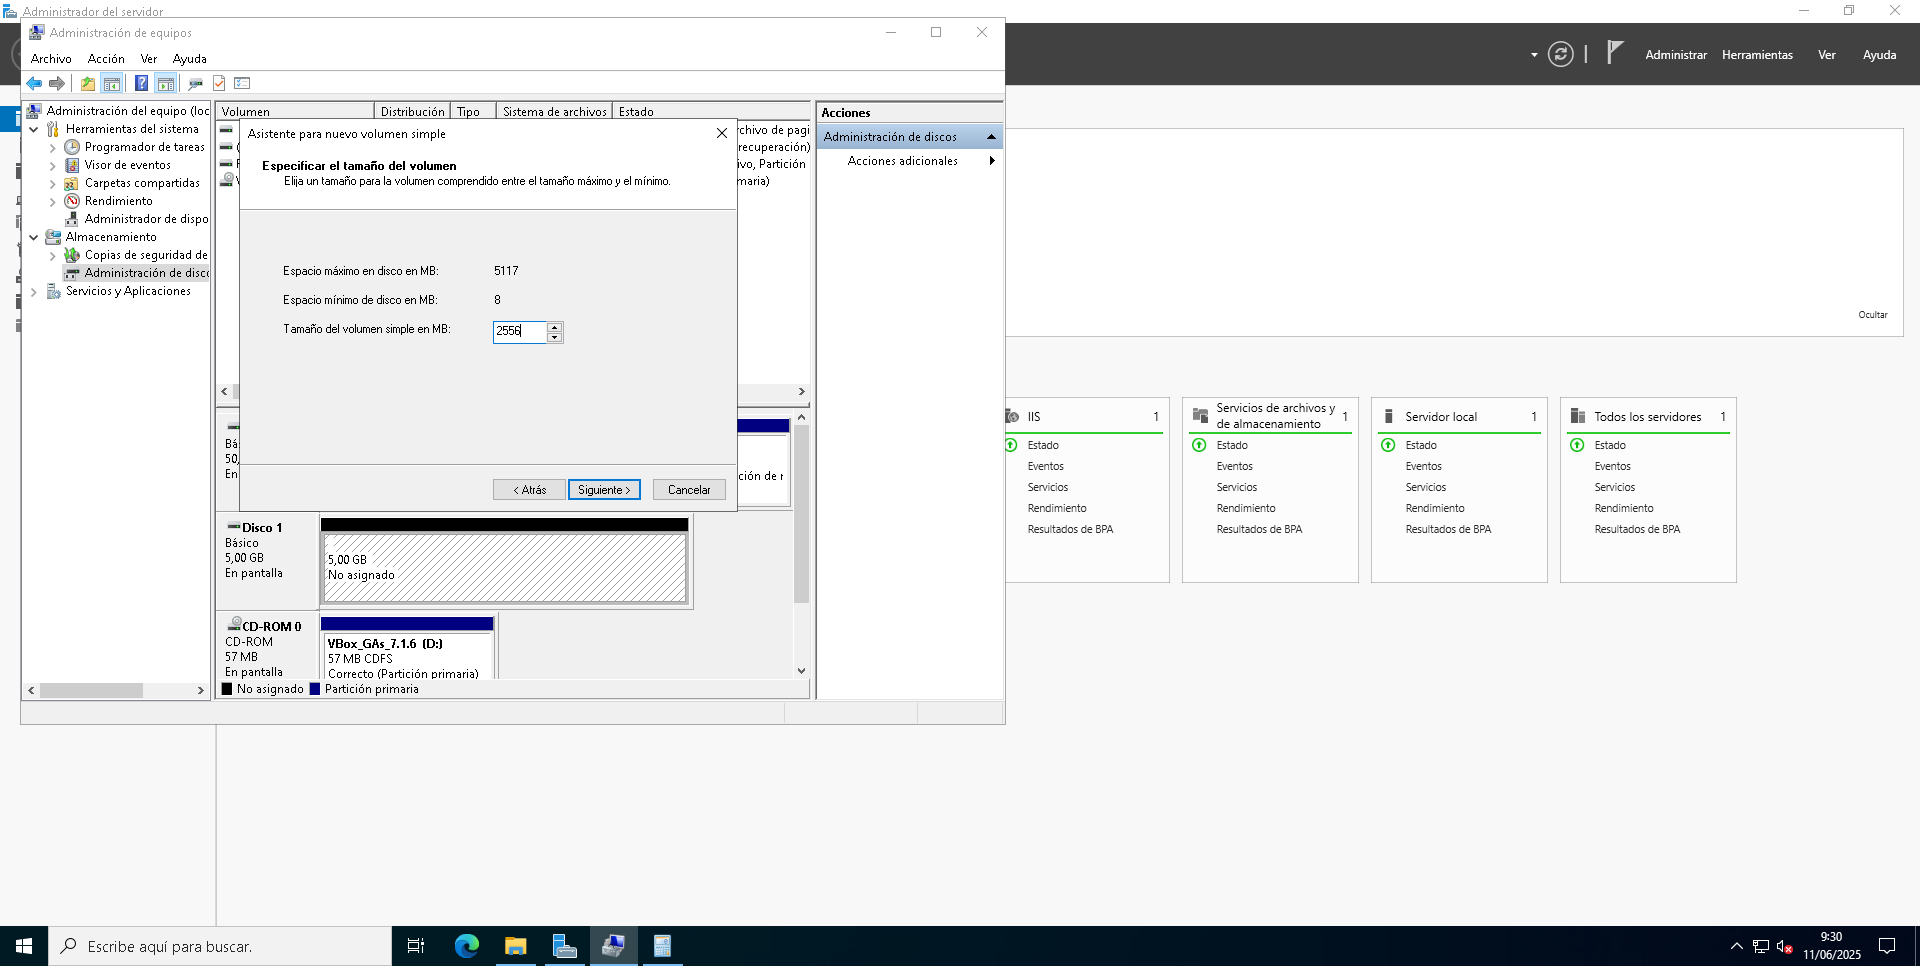 Administrador del servidor
Administrar
Herramientas
Ver
Ayuda
Administración de equipos
Archivo
Acción
Ver
Ayuda
Administración del equipo (loc
Herramientas del sistema
Programador de tareas
Visor de eventos
Carpetas compartidas
Rendimiento
Administrador de dispo
Almacenamiento
Copias de seguridad de
Administración de disco
Servicios y Aplicaciones
Volumen
Distribución
Tipo
Sistema de archivos
Estado
chivo de pagi
recuperación)
ivo, Partición
maria)
Asistente para nuevo volumen simple
Especificar el tamaño del volumen
Elija un tamaño para la volumen comprendido entre el tamaño máximo y el mínimo.
Espacio máximo en disco en MB:
5117
Espacio mínimo de disco en MB:
8
Tamaño del volumen simple en MB:
2556
< Atrás
Siguiente >
Cancelar
Bá
50,
En
ción de r
Disco 1
Básico
5,00 GB
En pantalla
5,00 GB
No asignado
CD-ROM 0
CD-ROM
57 MB
En pantalla
VBox_GAs_7.1.6 (D:)
57 MB CDFS
Correcto (Partición primaria)
No asignado
Partición primaria
Acciones
Administración de discos
Acciones adicionales
Ocultar
IIS
1
Estado
Eventos
Servicios
Rendimiento
Resultados de BPA
Servicios de archivos y
de almacenamiento
1
Estado
Eventos
Servicios
Rendimiento
Resultados de BPA
Servidor local
1
Estado
Eventos
Servicios
Rendimiento
Resultados de BPA
Todos los servidores
1
Estado
Eventos
Servicios
Rendimiento
Resultados de BPA
Escribe aquí para buscar.
9:30
11/06/2025